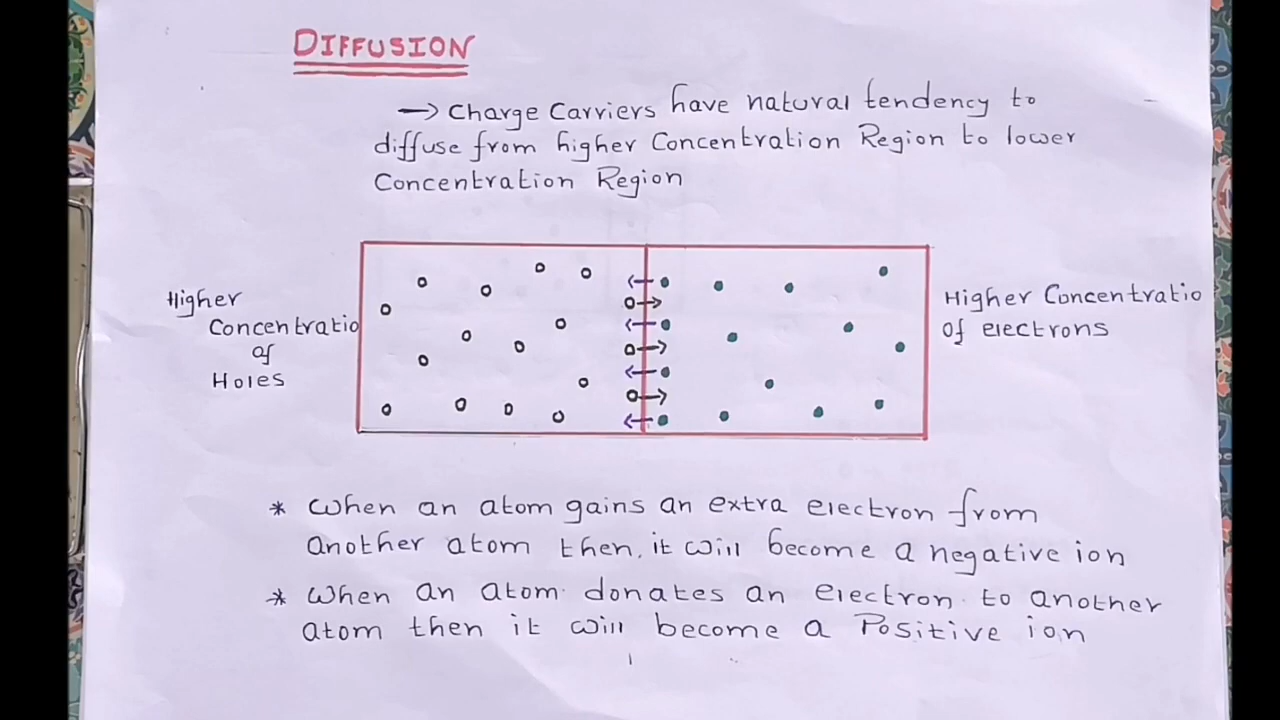 DIFFUSION
→ Charge Carriers have natural tendency to
diffuse from higher Concentration Region to lower
Concentration Region
Higher
Concentratio
of
Holes
Higher Concentratio
of electrons
* When an atom gains an extra electron from
another atom then, it will become a negative ion
* When an atom donates an electron to another
atom then it will become a Positive ion